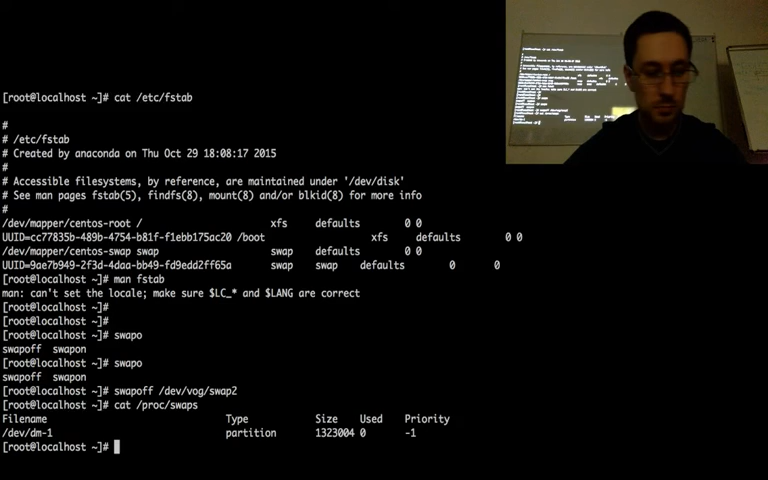 [root@localhost ~]# cat /etc/fstab
#
# /etc/fstab
# Created by anaconda on Thu Oct 29 18:08:17 2015
#
# Accessible filesystems, by reference, are maintained under '/dev/disk'
# See man pages fstab(5), findfs(8), mount(8) and/or blkid(8) for more info
#
/dev/mapper/centos-root / xfs defaults 0 0
UUID=cc77835b-489b-4754-b81f-f1ebb175ac20 /boot xfs defaults 0 0
/dev/mapper/centos-swap swap swap defaults 0 0
UUID=9ae7b949-2f3d-4daa-bb49-fd9edd2ff65a swap swap defaults 0 0
[root@localhost ~]# man fstab
man: can't set the locale; make sure $LC_* and $LANG are correct
[root@localhost ~]#
[root@localhost ~]#
[root@localhost ~]# swapo
swapoff swapon
[root@localhost ~]# swapo
swapoff swapon
[root@localhost ~]# swapoff /dev/vog/swap2
[root@localhost ~]# cat /proc/swaps
Filename Type Size Used Priority
/dev/dm-1 partition 1323004 0 -1
[root@localhost ~]#